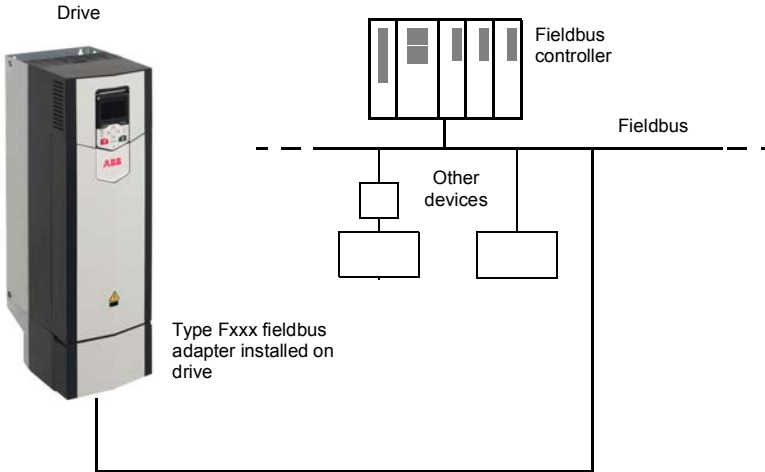 Drive
Fieldbus
controller
Fieldbus
Other
devices
ABB
Type Fxxx fieldbus
adapter installed on
drive